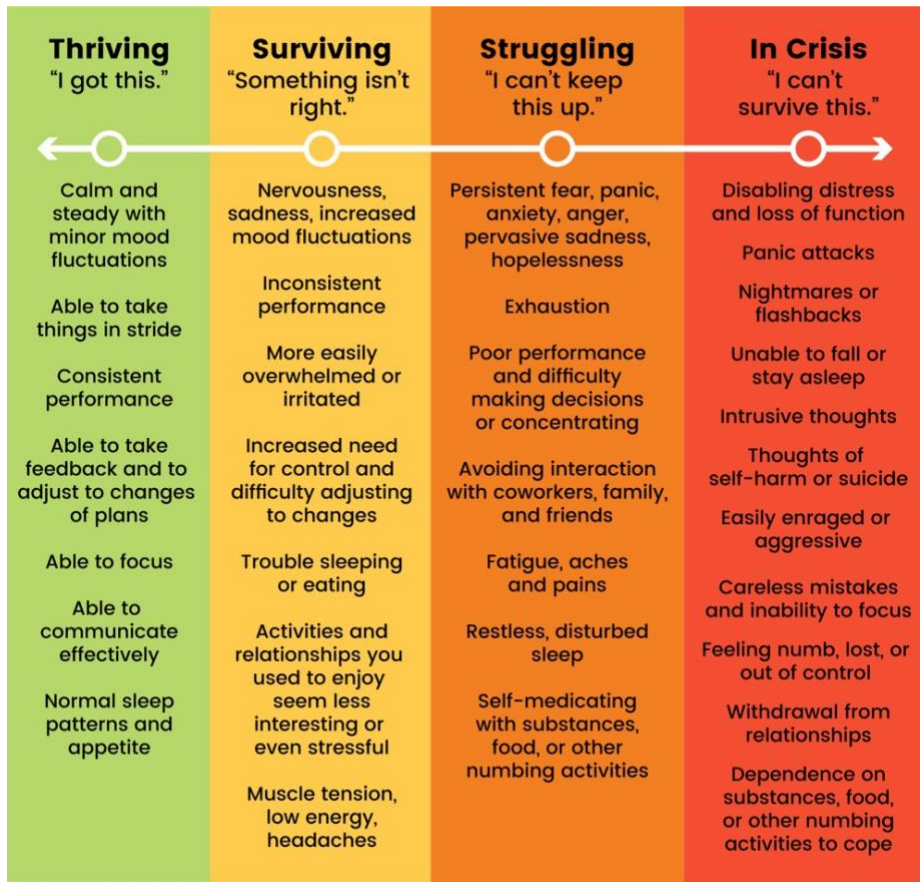 Thriving
“I got this.”
Calm and
steady with
minor mood
fluctuations
Able to take
things in stride
Consistent
performance
Able to take
feedback and to
adjust to changes
of plans
Able to focus
Able to
communicate
effectively
Normal sleep
patterns and
appetite
Surviving
“Something isn’t
right.”
Nervousness,
sadness, increased
mood fluctuations
Inconsistent
performance
More easily
overwhelmed or
irritated
Increased need
for control and
difficulty adjusting
to changes
Trouble sleeping
or eating
Activities and
relationships you
used to enjoy
seem less
interesting or
even stressful
Muscle tension,
low energy,
headaches
Struggling
“I can’t keep
this up.”
Persistent fear, panic,
anxiety, anger,
pervasive sadness,
hopelessness
Exhaustion
Poor performance
and difficulty
making decisions
or concentrating
Avoiding interaction
with coworkers, family,
and friends
Fatigue, aches
and pains
Restless, disturbed
sleep
Self-medicating
with substances,
food, or other
numbing activities
In Crisis
“I can’t
survive this.”
Disabling distress
and loss of function
Panic attacks
Nightmares or
flashbacks
Unable to fall or
stay asleep
Intrusive thoughts
Thoughts of
self-harm or suicide
Easily enraged or
aggressive
Careless mistakes
and inability to focus
Feeling numb, lost, or
out of control
Withdrawal from
relationships
Dependence on
substances, food,
or other numbing
activities to cope